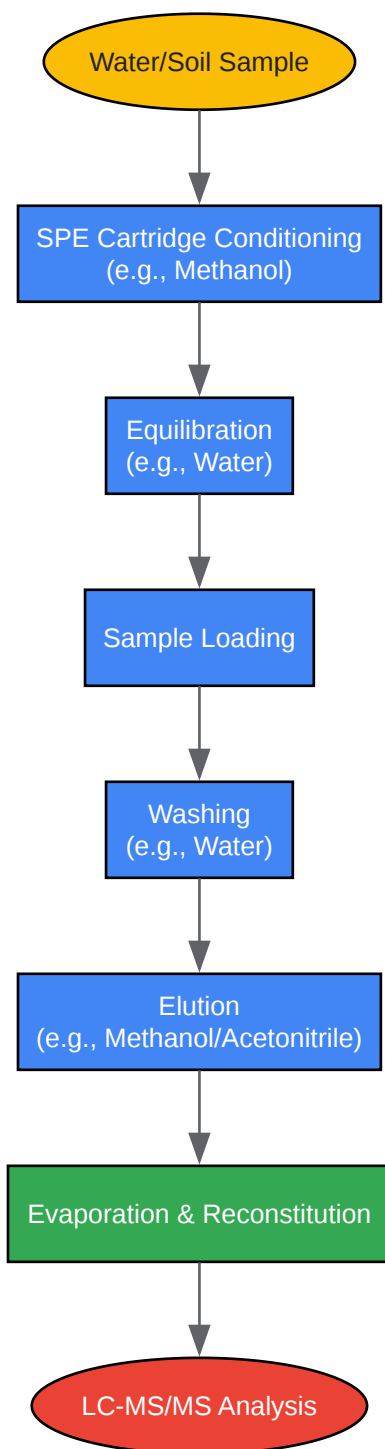 Water/Soil Sample
SPE Cartridge Conditioning
(e.g., Methanol)
Equilibration
(e.g., Water)
Sample Loading
Washing
(e.g., Water)
Elution
(e.g., Methanol/Acetonitrile)
Evaporation & Reconstitution
LC-MS/MS Analysis